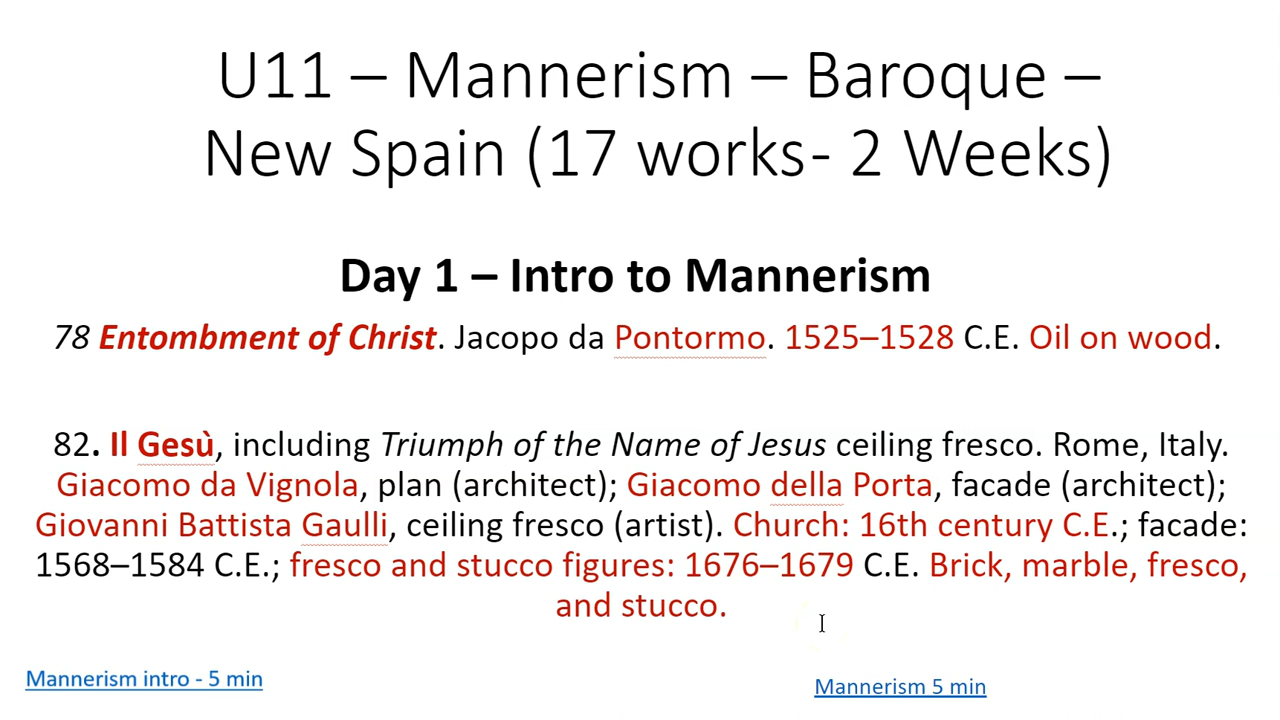 U11 – Mannerism – Baroque –
New Spain (17 works- 2 Weeks)
Day 1 – Intro to Mannerism
78 Entombment of Christ. Jacopo da Pontormo. 1525–1528 C.E. Oil on wood.
82. Il Gesù, including Triumph of the Name of Jesus ceiling fresco. Rome, Italy.
Giacomo da Vignola, plan (architect); Giacomo della Porta, facade (architect);
Giovanni Battista Gaulli, ceiling fresco (artist). Church: 16th century C.E.; facade:
1568–1584 C.E.; fresco and stucco figures: 1676–1679 C.E. Brick, marble, fresco,
and stucco.
Mannerism intro - 5 min
Mannerism 5 min